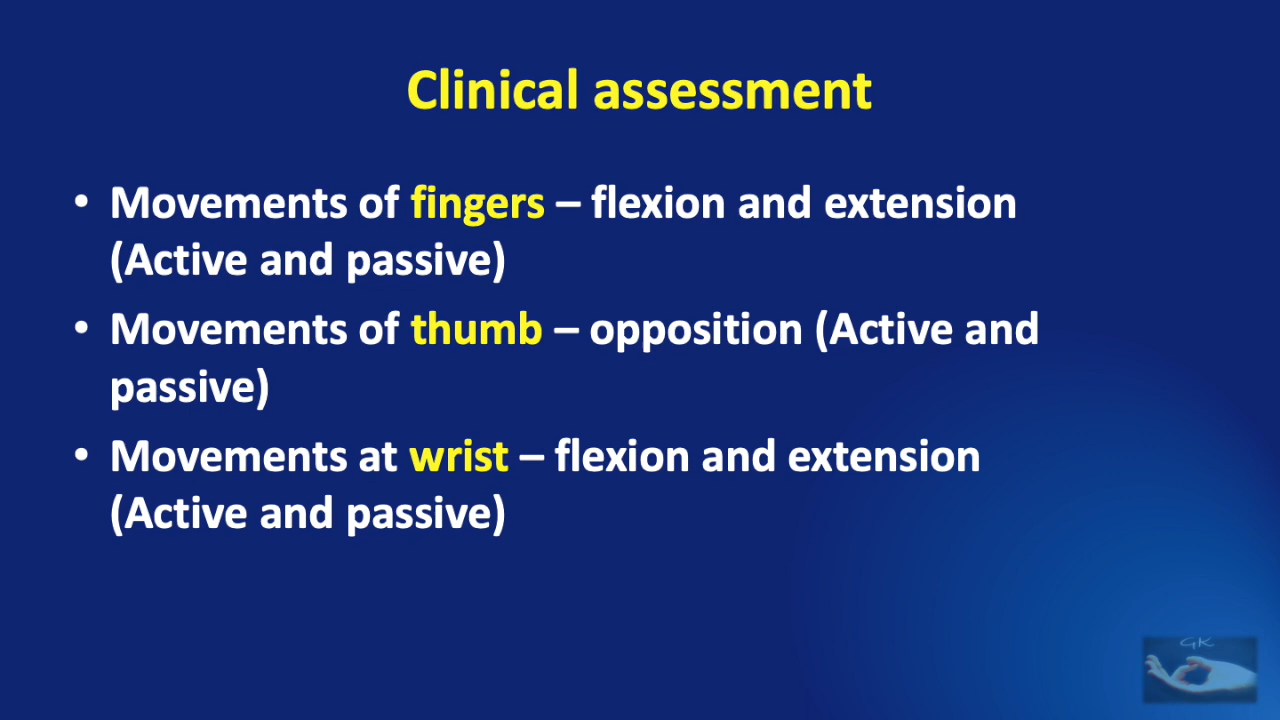 Clinical assessment
• Movements of fingers – flexion and extension
(Active and passive)
• Movements of thumb – opposition (Active and
passive)
• Movements at wrist – flexion and extension
(Active and passive)
GK